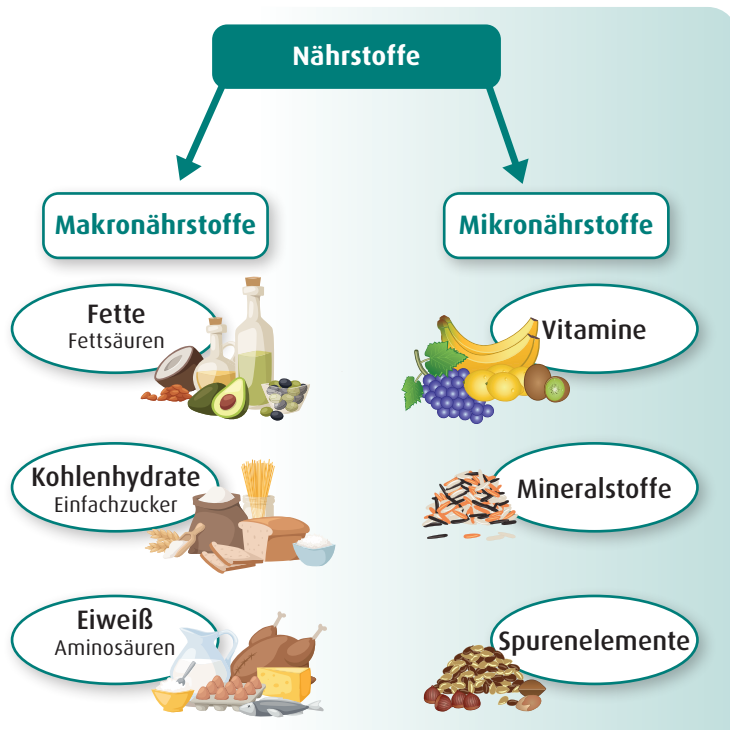 Nährstoffe
Makronährstoffe
Mikronährstoffe
Fette
Fettsäuren
Vitamine
Kohlenhydrate
Einfachzucker
Mineralstoffe
Eiweiß
Aminosäuren
Spurenelemente